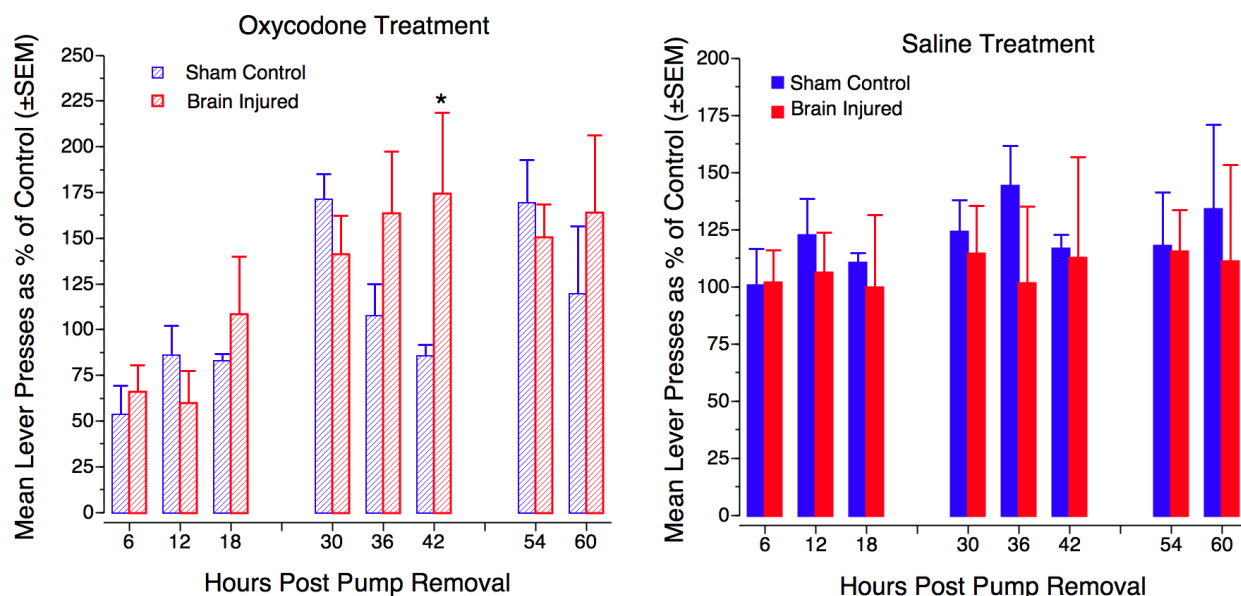 Oxycodone Treatment
Mean Lever Presses as % of Control (±SEM)
250
225
200
175
150
125
100
75
50
25
0
Sham Control
Brain Injured
*
6 12 18 30 36 42 54 60
Hours Post Pump Removal
Saline Treatment
Mean Lever Presses as % of Control (±SEM)
200
175
150
125
100
75
50
25
0
Sham Control
Brain Injured
6 12 18 30 36 42 54 60
Hours Post Pump Removal